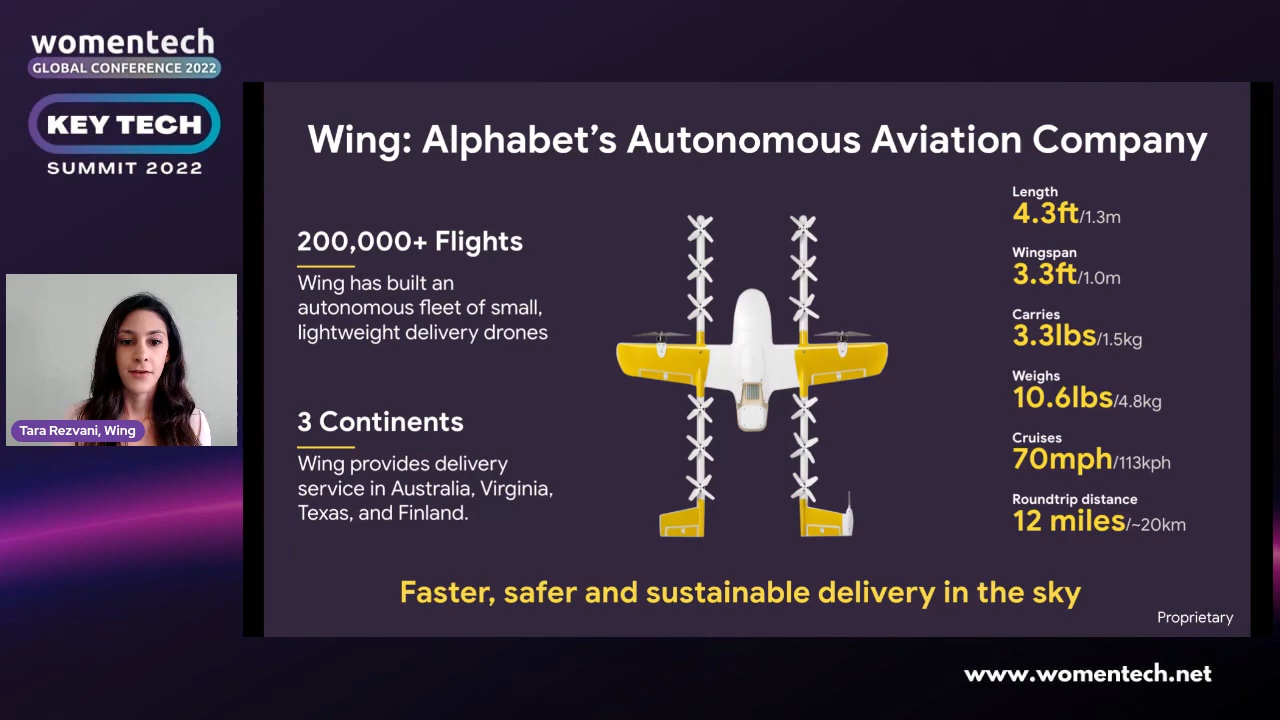 womentech
GLOBAL CONFERENCE 2022
KEY TECH
SUMMIT 2022
Tara Rezvani, Wing
Wing: Alphabet’s Autonomous Aviation Company
200,000+ Flights
Wing has built an
autonomous fleet of small,
lightweight delivery drones
3 Continents
Wing provides delivery
service in Australia, Virginia,
Texas, and Finland.
Length
4.3ft/1.3m
Wingspan
3.3ft/1.0m
Carries
3.3lbs/1.5kg
Weighs
10.6lbs/4.8kg
Cruises
70mph/113kph
Roundtrip distance
12 miles/~20km
Faster, safer and sustainable delivery in the sky
Proprietary
www.womentech.net